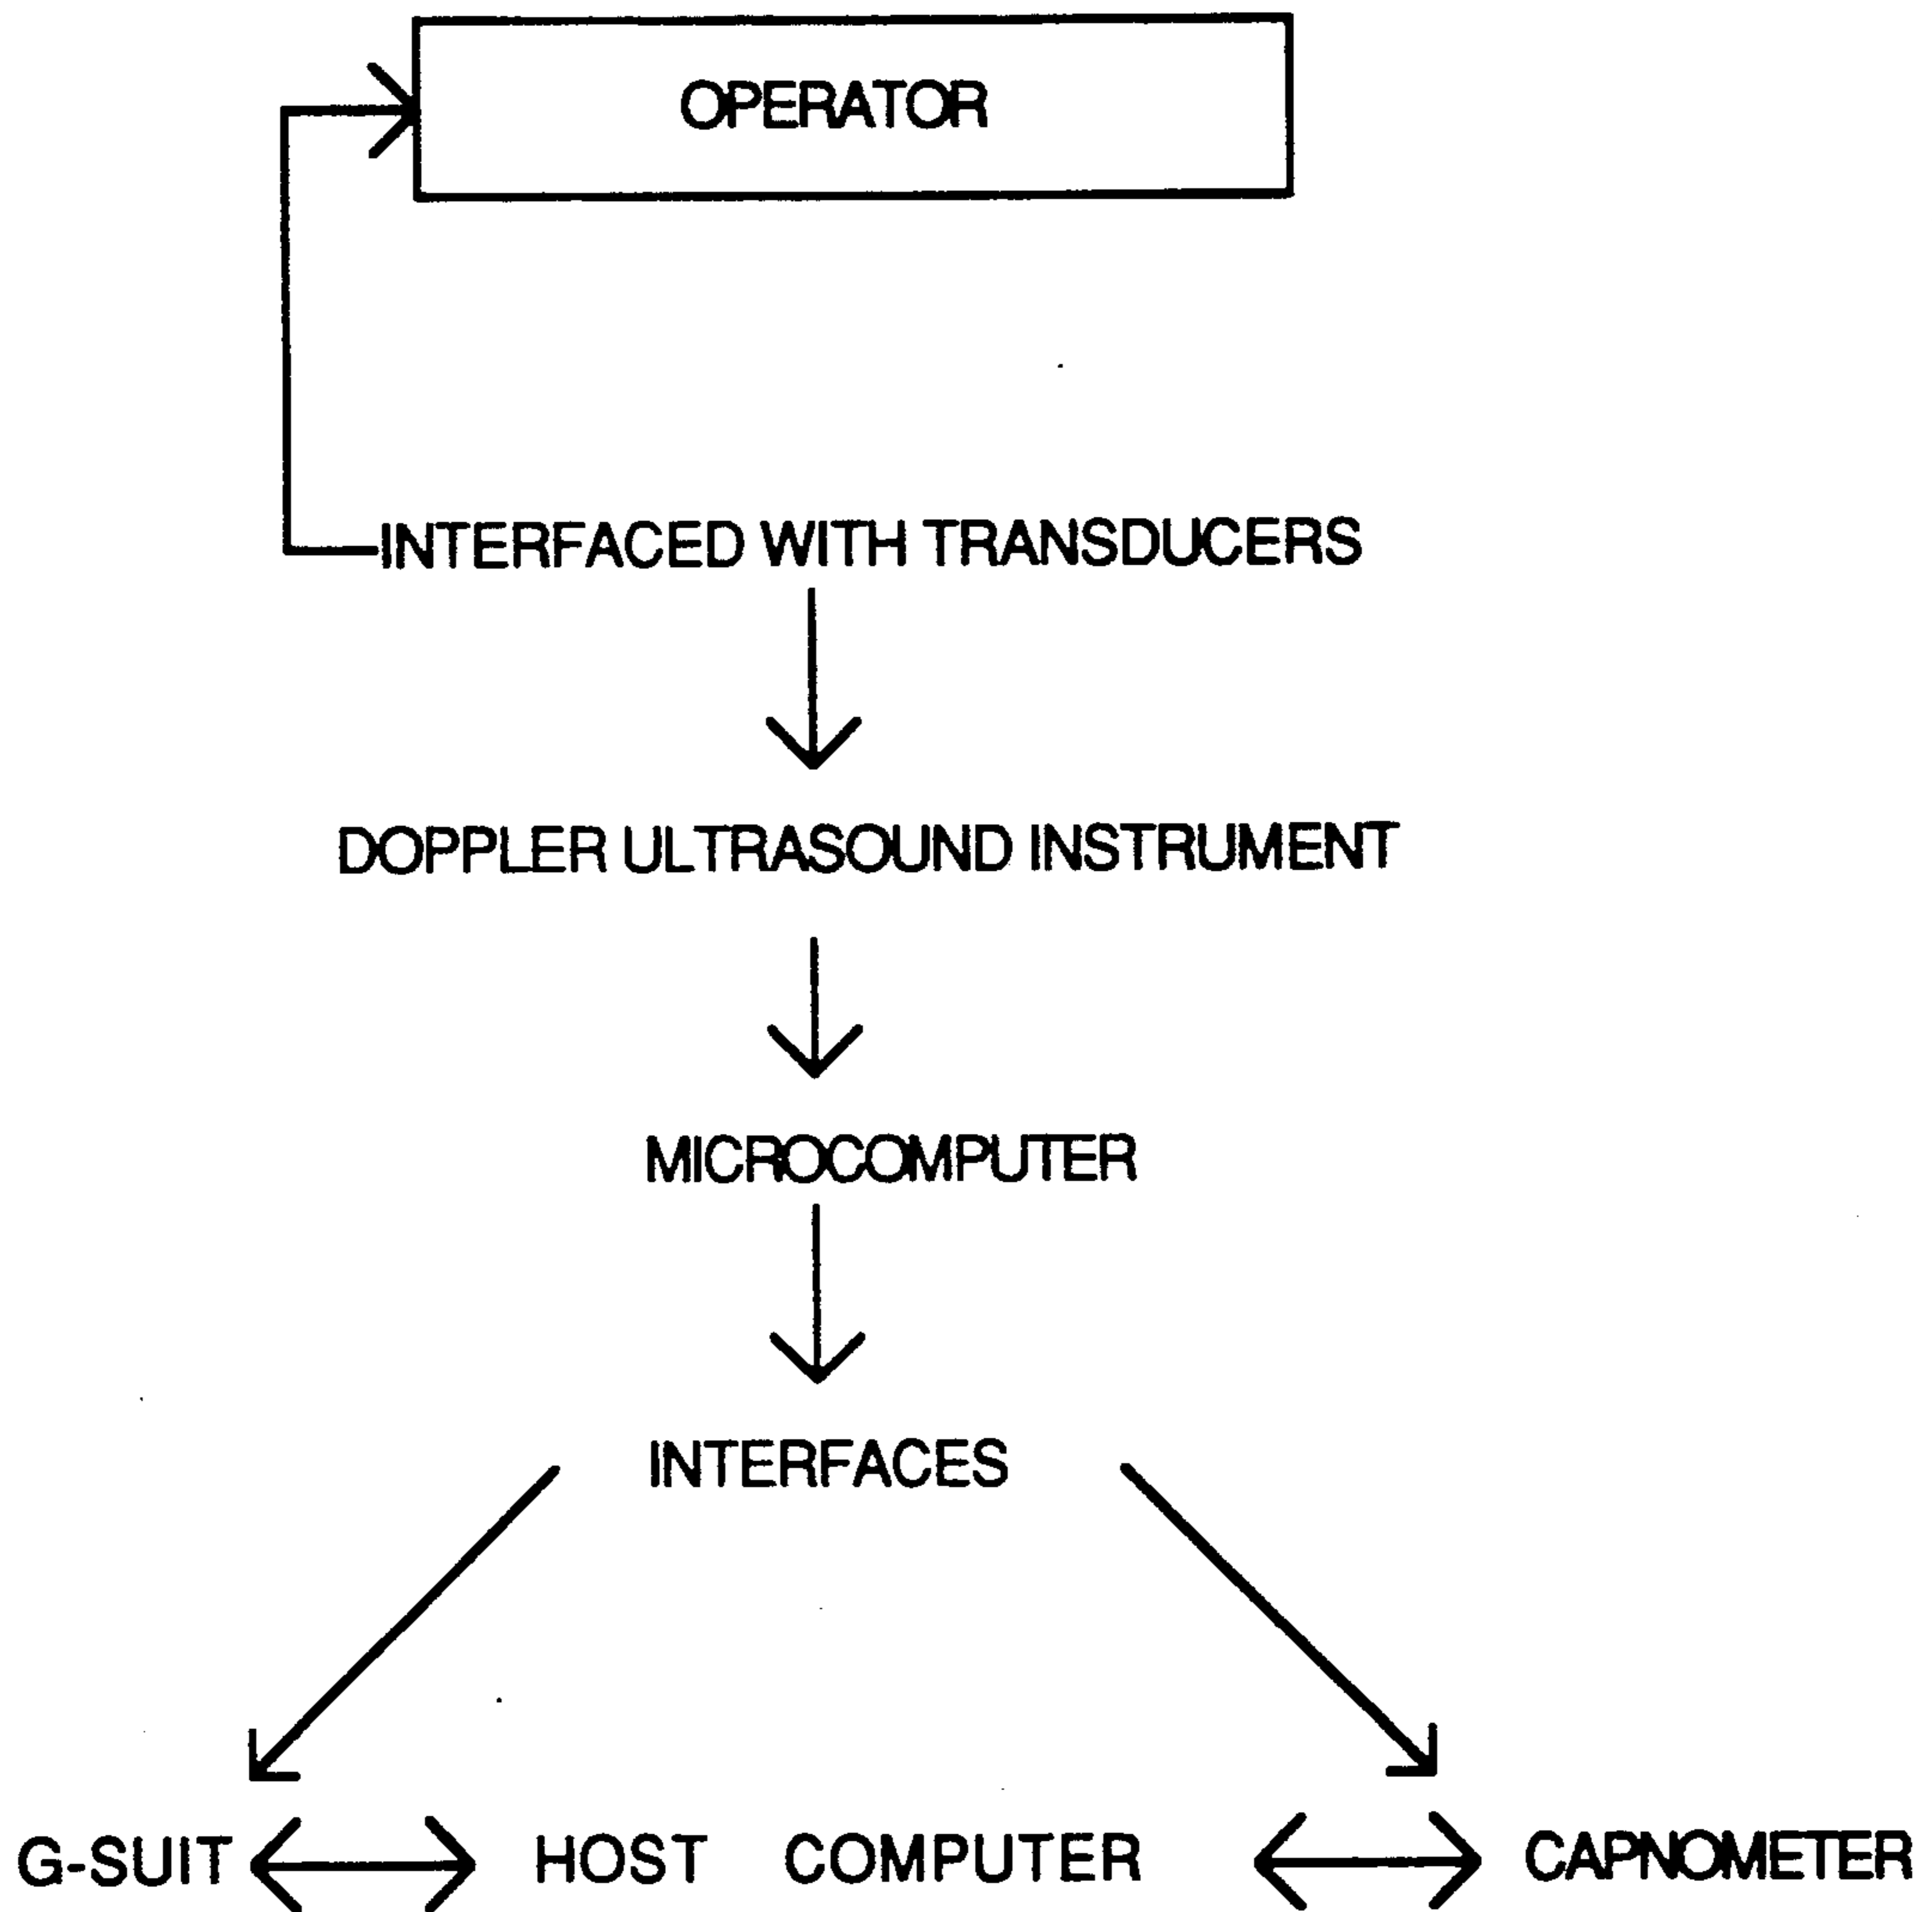 OPERATOR
INTERFACED WITH TRANSDUCERS
DOPPLER ULTRASOUND INSTRUMENT
MICROCOMPUTER
INTERFACES
G-SUIT HOST COMPUTER CAPNOMETER